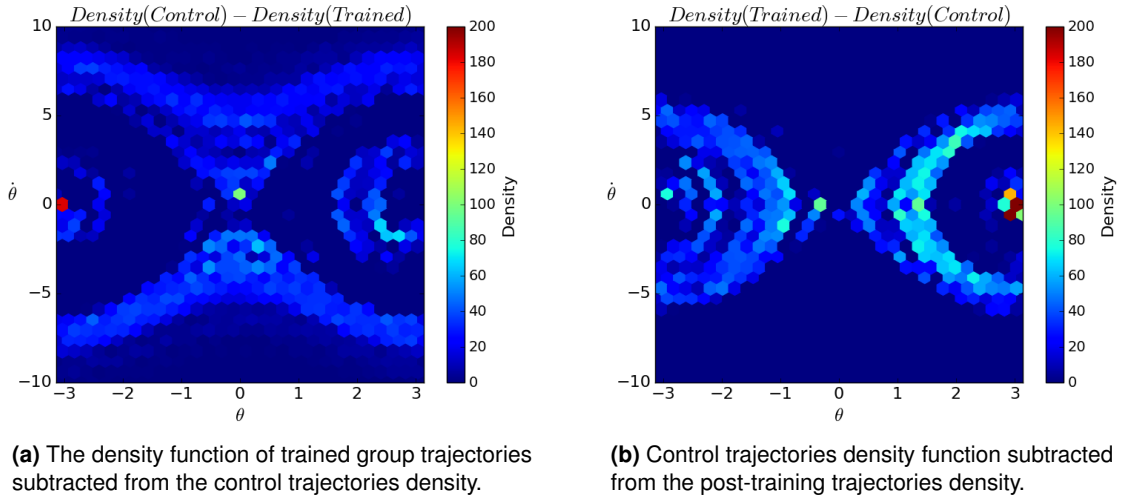 Density(Control) − Density(Trained)
10
5
0
−5
−10
θ̇
−3 −2 −1 0 1 2 3
θ
200
180
160
140
120
100
80
60
40
20
0
Density
(a) The density function of trained group trajectories
subtracted from the control trajectories density.
Density(Trained) − Density(Control)
10
5
0
−5
−10
θ̇
−3 −2 −1 0 1 2 3
θ
200
180
160
140
120
100
80
60
40
20
0
Density
(b) Control trajectories density function subtracted
from the post-training trajectories density.